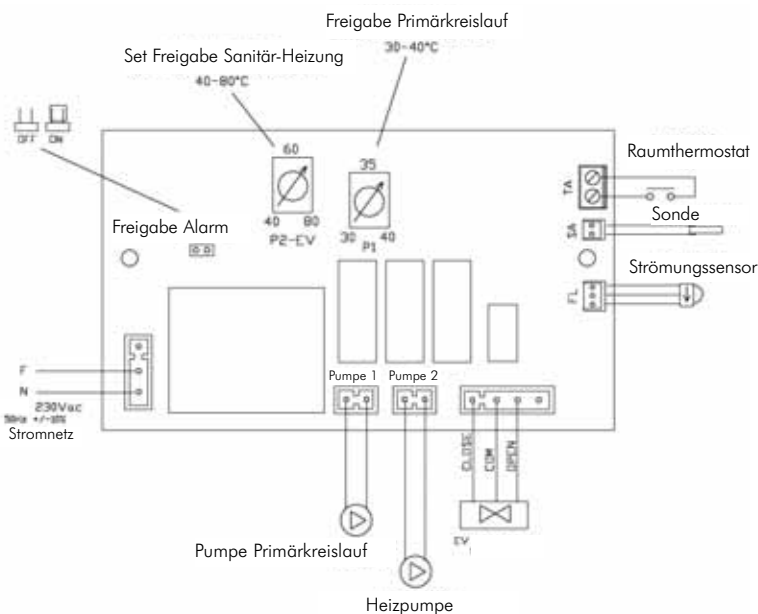 Freigabe Primärkreislauf
30-40°C
Set Freigabe Sanitär-Heizung
40-80°C
OFF ON
60
35
Raumthermostat
TA
Freigabe Alarm
40 80
P2-EV
30 40
P1
Sonde
SA
Strömungssensor
FL
F
N
230Vac
50Hz +/-10%
Stromnetz
Pumpe 1
Pumpe 2
CLOSE
COM
OPEN
EV
Pumpe Primärkreislauf
Heizpumpe